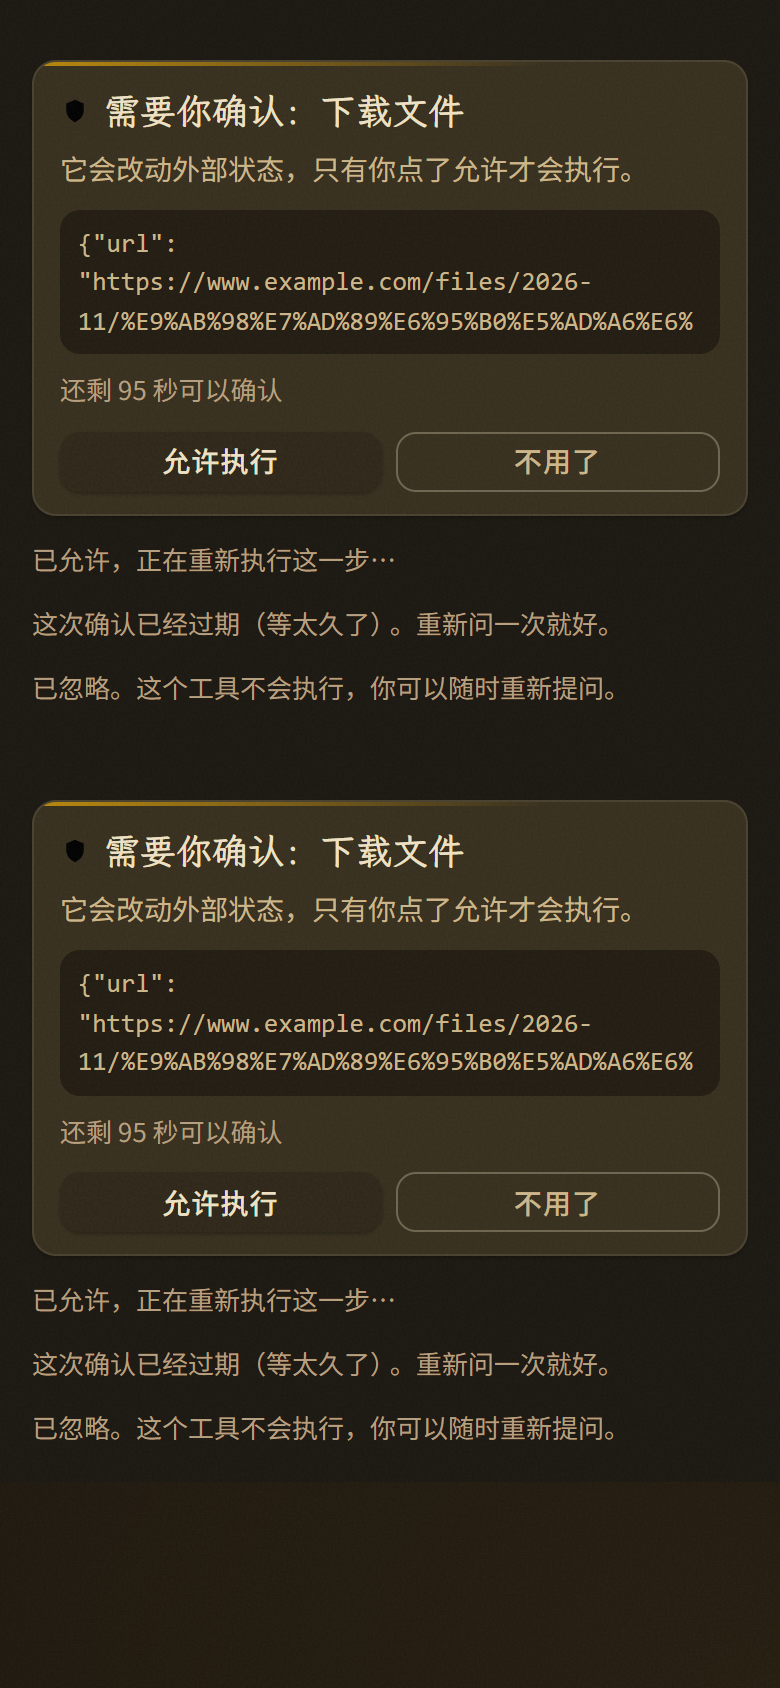 需要你确认：下载文件
它会改动外部状态，只有你点了允许才会执行。
{"url":
"https://www.example.com/files/2026-
11/%E9%AB%98%E7%AD%89%E6%95%B0%E5%AD%A6%E6%
还剩 95 秒可以确认
允许执行
不用了
已允许，正在重新执行这一步…
这次确认已经过期（等太久了）。重新问一次就好。
已忽略。这个工具不会执行，你可以随时重新提问。
需要你确认：下载文件
它会改动外部状态，只有你点了允许才会执行。
{"url":
"https://www.example.com/files/2026-
11/%E9%AB%98%E7%AD%89%E6%95%B0%E5%AD%A6%E6%
还剩 95 秒可以确认
允许执行
不用了
已允许，正在重新执行这一步…
这次确认已经过期（等太久了）。重新问一次就好。
已忽略。这个工具不会执行，你可以随时重新提问。